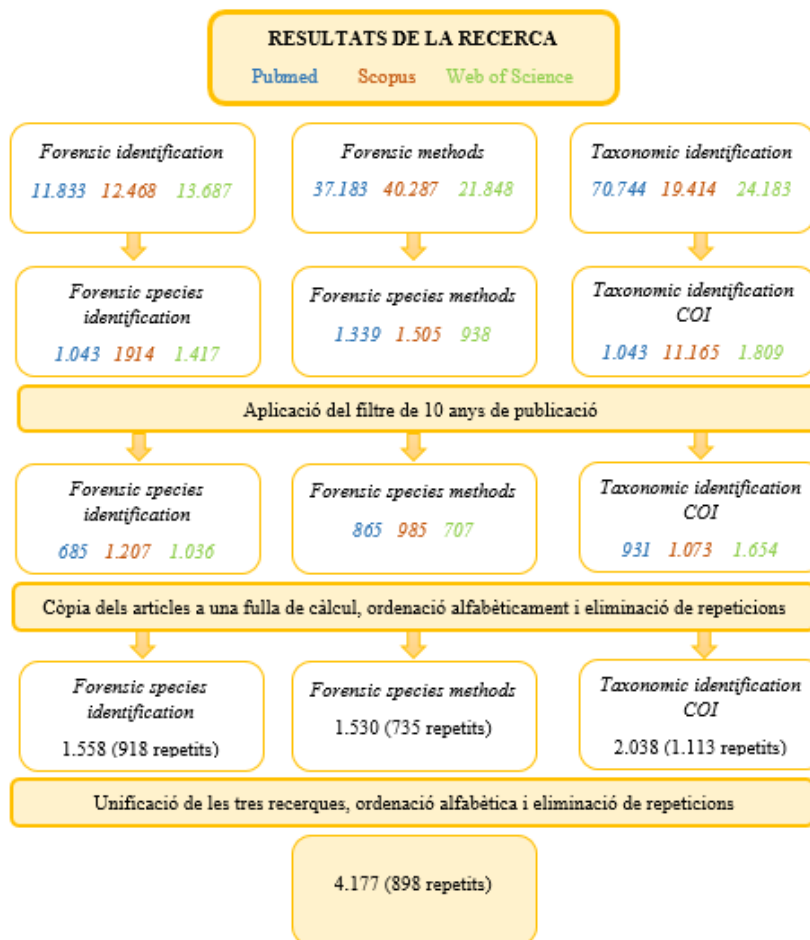 RESULTATS DE LA RECERCA
Pubmed Scopus Web of Science
Forensic identification
11.833 12.468 13.687
Forensic methods
37.183 40.287 21.848
Taxonomic identification
70.744 19.414 24.183
Forensic species
identification
1.043 1914 1.417
Forensic species methods
1.339 1.505 938
Taxonomic identification
COI
1.043 11.165 1.809
Aplicació del filtre de 10 anys de publicació
Forensic species
identification
685 1.207 1.036
Forensic species methods
865 985 707
Taxonomic identification
COI
931 1.073 1.654
Còpia dels articles a una fulla de càlcul, ordenació alfabèticament i eliminació de repeticions
Forensic species
identification
1.558 (918 repetits)
Forensic species methods
1.530 (735 repetits)
Taxonomic identification
COI
2.038 (1.113 repetits)
Unificació de les tres recerques, ordenació alfabètica i eliminació de repeticions
4.177 (898 repetits)